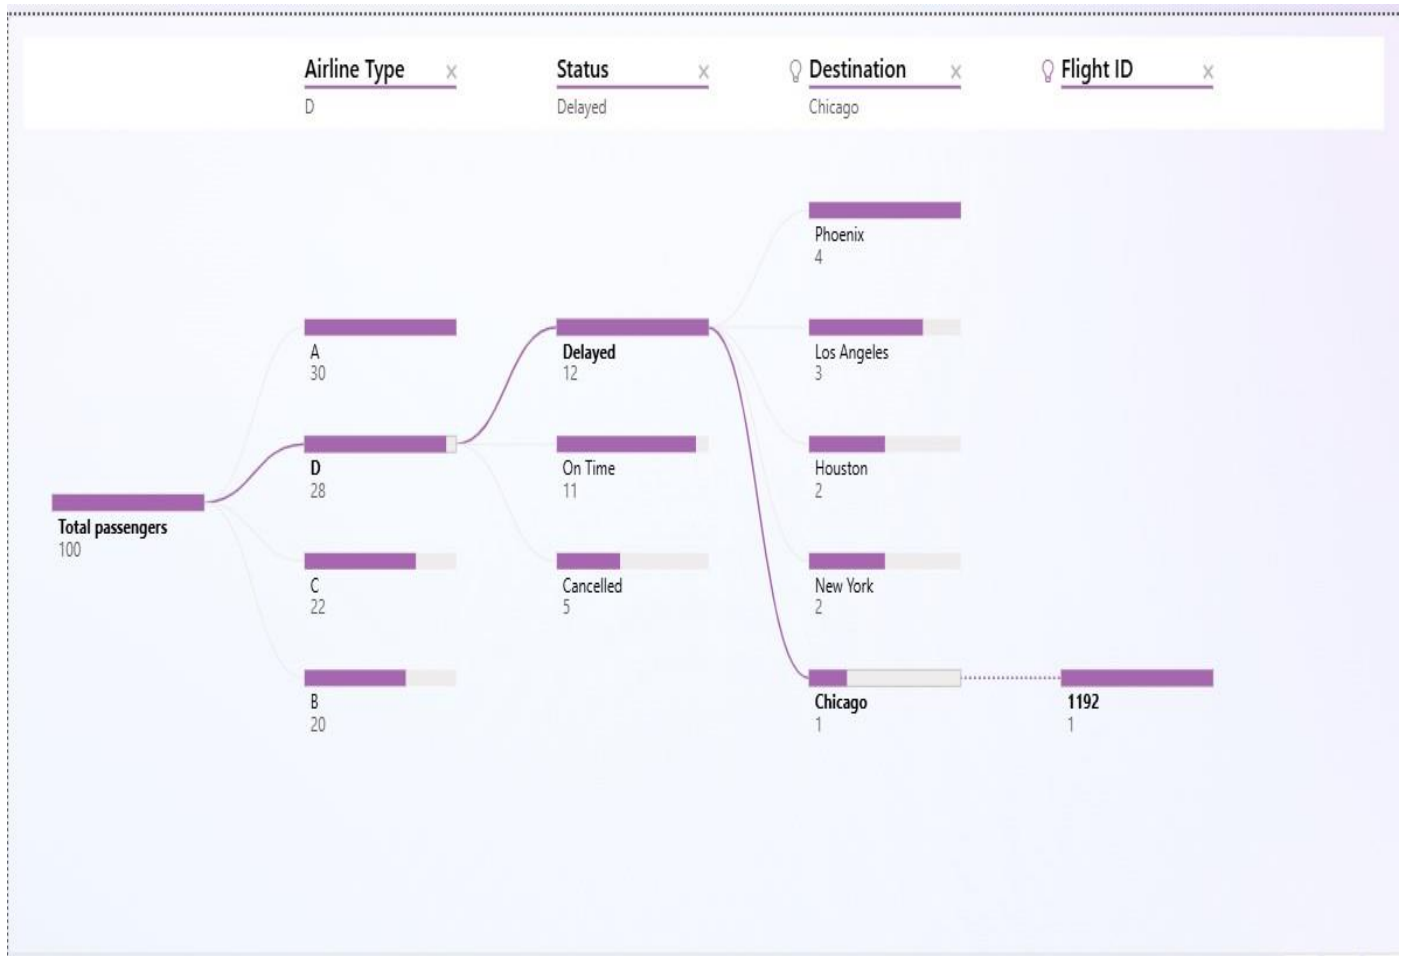 Airline Type
D
Status
Delayed
Destination
Chicago
Flight ID
Total passengers
100
A
30
D
28
C
22
B
20
Delayed
12
On Time
11
Cancelled
5
Phoenix
4
Los Angeles
3
Houston
2
New York
2
Chicago
1
1192
1